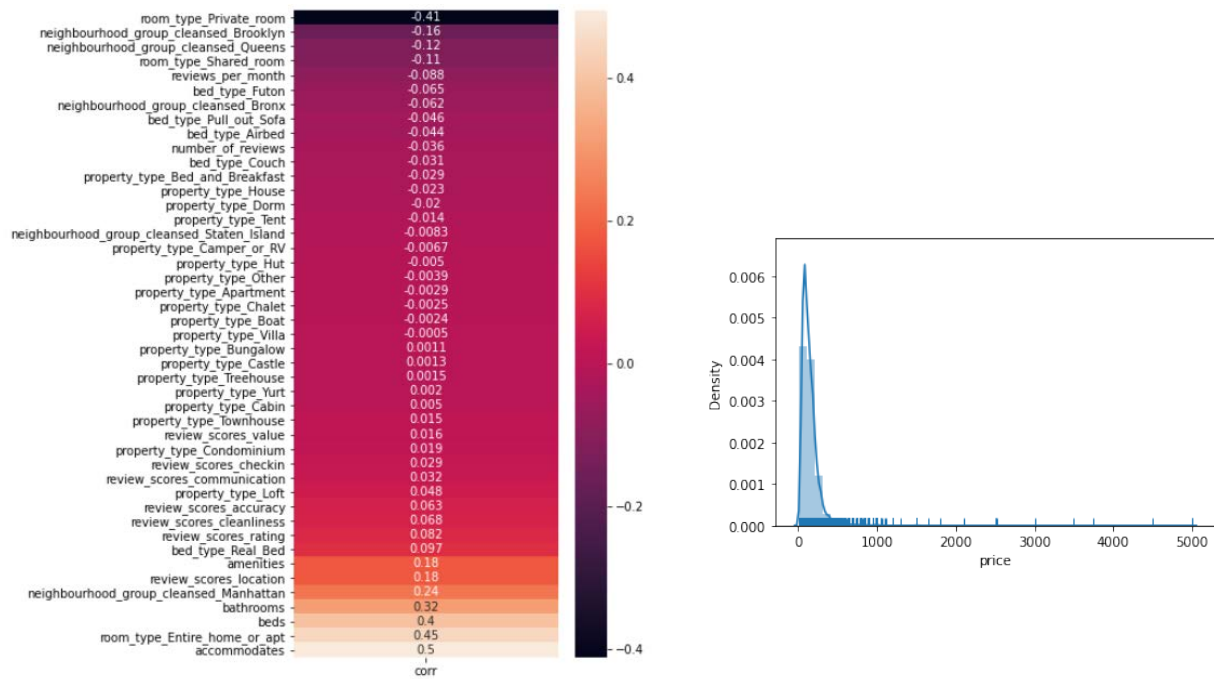 room_type_Private_room -0.41
neighbourhood_group_cleansed_Brooklyn -0.16
neighbourhood_group_cleansed_Queens -0.12
room_type_Shared_room -0.11
reviews_per_month -0.088
bed_type_Futon -0.065
neighbourhood_group_cleansed_Bronx -0.062
bed_type_Pull_out_Sofa -0.046
bed_type_Airbed -0.044
number_of_reviews -0.036
bed_type_Couch -0.031
property_type_Bed_and_Breakfast -0.029
property_type_House -0.023
property_type_Dorm -0.02
property_type_Tent -0.014
neighbourhood_group_cleansed_Staten_Island -0.0083
property_type_Camper_or_RV -0.0067
property_type_Hut -0.005
property_type_Other -0.0039
property_type_Apartment -0.0029
property_type_Chalet -0.0025
property_type_Boat -0.0024
property_type_Villa -0.0005
property_type_Bungalow 0.0011
property_type_Castle 0.0013
property_type_Treehouse 0.0015
property_type_Yurt 0.002
property_type_Cabin 0.005
property_type_Townhouse 0.015
review_scores_value 0.016
property_type_Condominium 0.019
review_scores_checkin 0.029
review_scores_communication 0.032
property_type_Loft 0.048
review_scores_accuracy 0.063
review_scores_cleanliness 0.068
review_scores_rating 0.082
bed_type_Real_Bed 0.097
amenities 0.18
review_scores_location 0.18
neighbourhood_group_cleansed_Manhattan 0.24
bathrooms 0.32
beds 0.4
room_type_Entire_home_or_apt 0.45
accommodates 0.5
corr
0.4
0.2
0.0
−0.2
−0.4
Density
0.006
0.005
0.004
0.003
0.002
0.001
0.000
0 1000 2000 3000 4000 5000
price